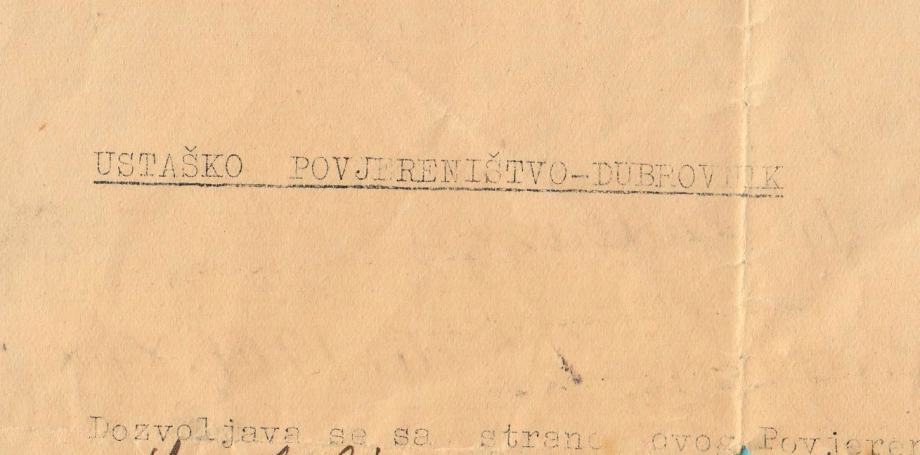 USTAŠKO POVJERENIŠTVO-DUBROVNIK
Dozvoljava se sa strane ovog Povjeren